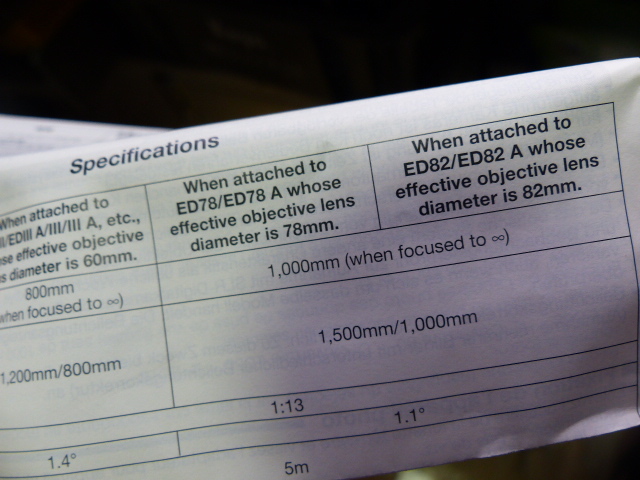 Specifications
When attached to
/EDIII A/III/III A, etc.,
effective objective
diameter is 60mm.
When attached to
ED78/ED78 A whose
effective objective lens
diameter is 78mm.
When attached to
ED82/ED82 A whose
effective objective lens
diameter is 82mm.
800mm
when focused to ∞)
1,000mm (when focused to ∞)
1,200mm/800mm
1,500mm/1,000mm
1:13
1.4°
1.1°
5m